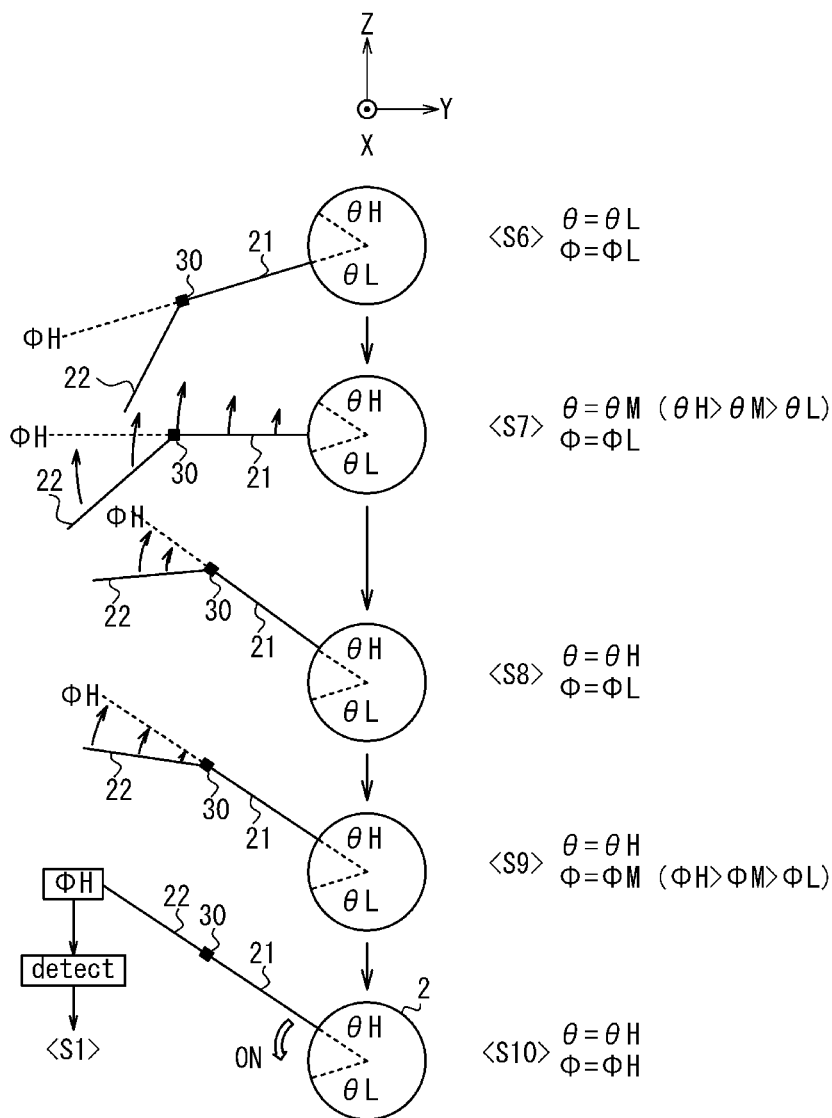 Z
Y
X
θH
θL
21
30
ΦH
22
<S6> θ=θL
Φ=ΦL
θH
θL
ΦH
30
21
22
<S7> θ=θM (θH>θM>θL)
Φ=ΦL
ΦH
22
30
21
θH
θL
<S8> θ=θH
Φ=ΦL
ΦH
22
30
21
θH
θL
<S9> θ=θH
Φ=ΦM (ΦH>ΦM>ΦL)
ΦH
22
30
21
2
detect
ON
θH
θL
<S1>
<S10> θ=θH
Φ=ΦH